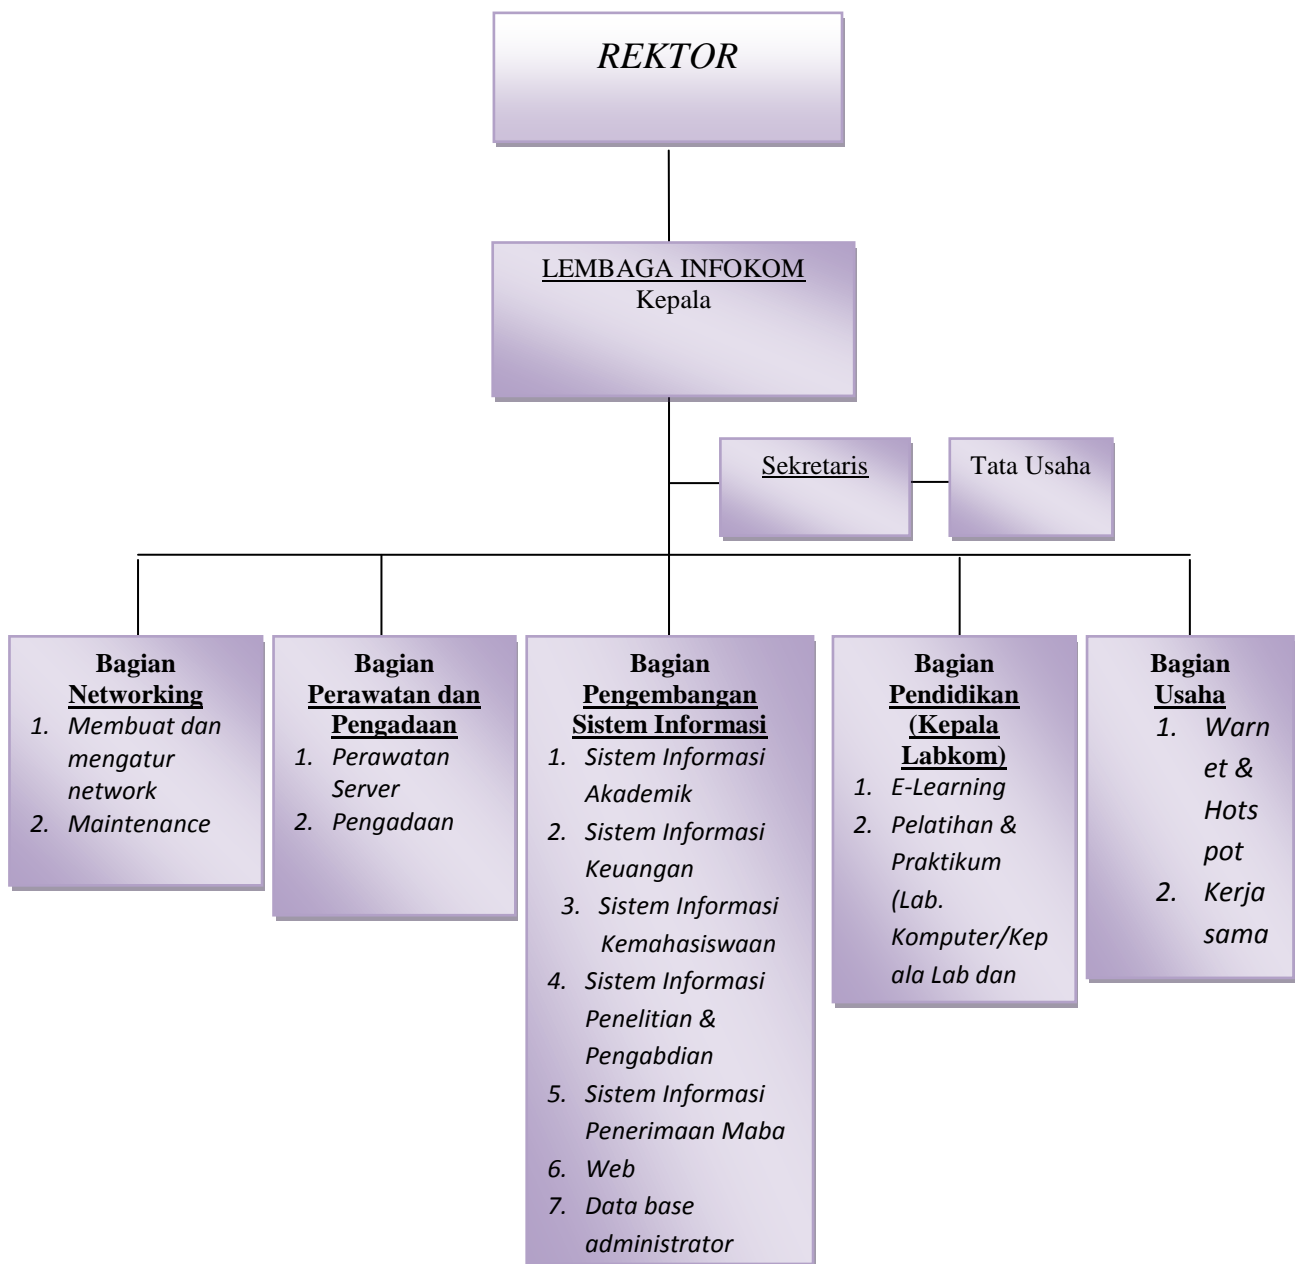 REKTOR
LEMBAGA INFOKOM
Kepala
Sekretaris
Tata Usaha
Bagian
Networking
1. Membuat dan
mengatur
network
2. Maintenance
Bagian
Perawatan dan
Pengadaan
1. Perawatan
Server
2. Pengadaan
Bagian
Pengembangan
Sistem Informasi
1. Sistem Informasi
Akademik
2. Sistem Informasi
Keuangan
3. Sistem Informasi
Kemahasiswaan
4. Sistem Informasi
Penelitian &
Pengabdian
5. Sistem Informasi
Penerimaan Maba
6. Web
7. Data base
administrator
Bagian
Pendidikan
(Kepala
Labkom)
1. E-Learning
2. Pelatihan &
Praktikum
(Lab.
Komputer/Kep
ala Lab dan
Bagian
Usaha
1. Warn
et &
Hots
pot
2. Kerja
sama